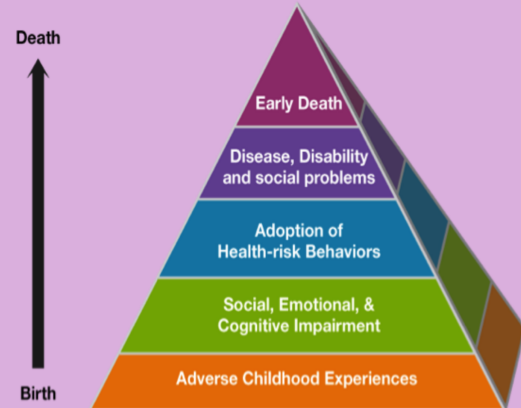 Death
Early Death
Disease, Disability
and social problems
Adoption of
Health-risk Behaviors
Social, Emotional, &
Cognitive Impairment
Adverse Childhood Experiences
Birth